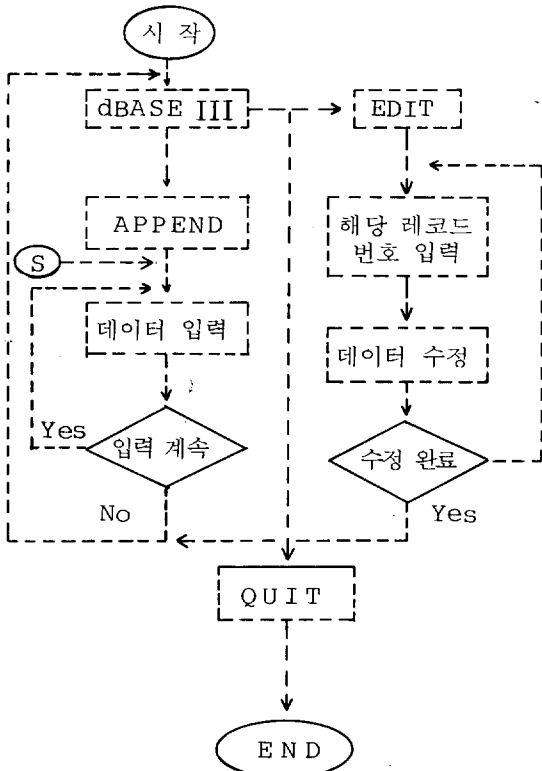 시 작
dBASE III
EDIT
APPEND
해당 레코드
번호 입력
S
데이터 입력
데이터 수정
Yes
입력 계속
수정 완료
No
Yes
QUIT
END